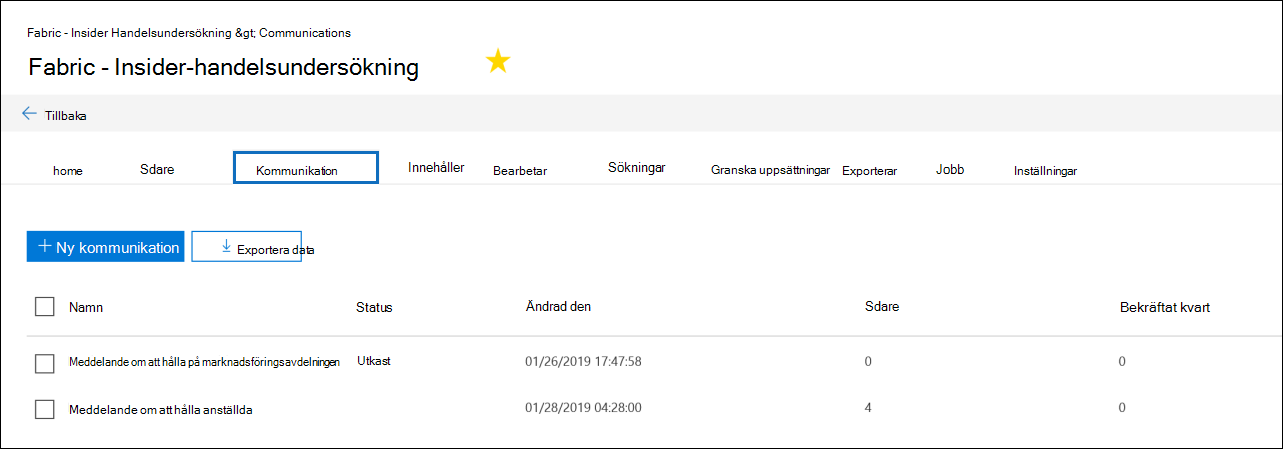 Fabric - Insider Handelsundersökning &gt; Communications
Fabric - Insider-handelsundersökning
Tillbaka
home Sdare Kommunikation Innehåller Bearbetar Sökningar Granska uppsättningar Exporterar Jobb Inställningar
Ny kommunikation Exportera data
Namn Status Ändrad den Sdare Bekräftat kvart
Meddelande om att hålla på marknadsföringsavdelningen Utkast 01/26/2019 17:47:58 0 0
Meddelande om att hålla anställda 01/28/2019 04:28:00 4 0